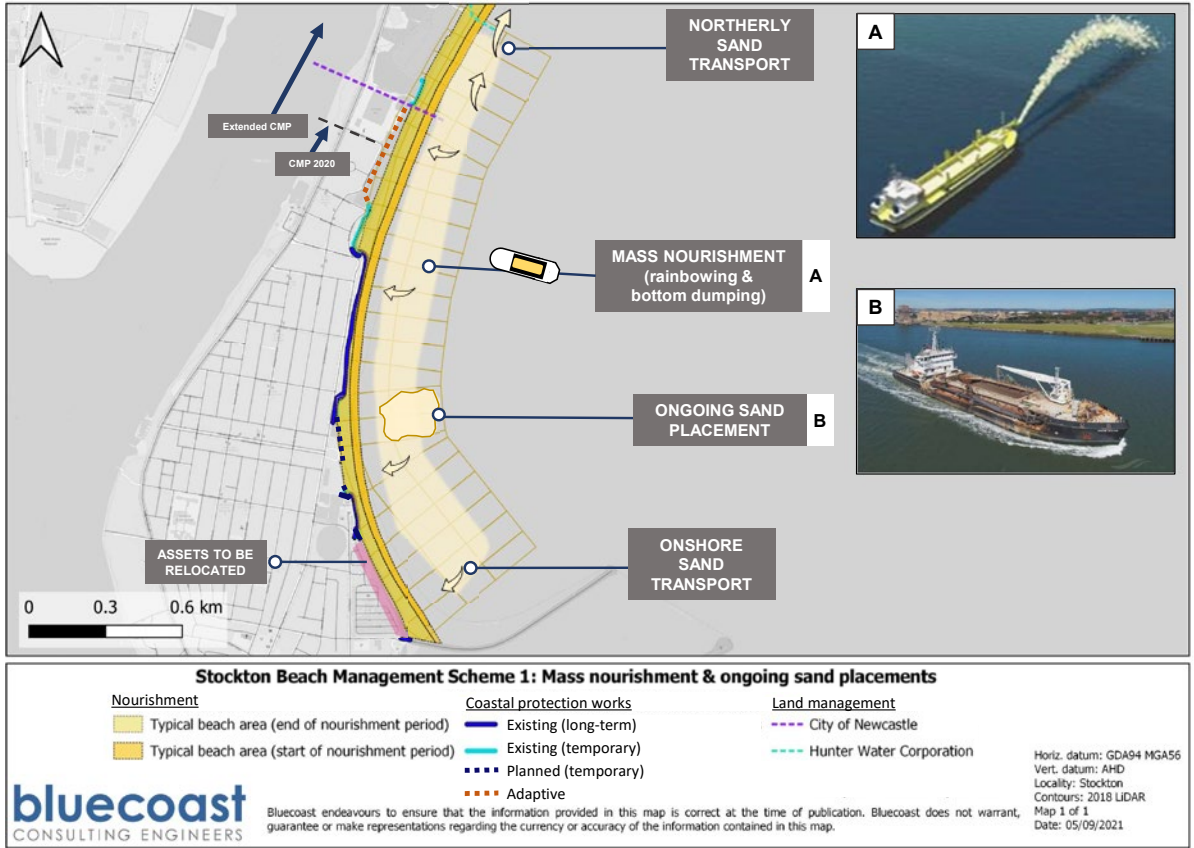 NORTHERLY
SAND
TRANSPORT
A
Extended CMP
CMP 2020
MASS NOURISHMENT
(rainbowing &
bottom dumping)
A
B
ONGOING SAND
PLACEMENT
B
ASSETS TO BE
RELOCATED
ONSHORE
SAND
TRANSPORT
0 0.3 0.6 km
Stockton Beach Management Scheme 1: Mass nourishment & ongoing sand placements
Nourishment
Typical beach area (end of nourishment period)
Typical beach area (start of nourishment period)
Coastal protection works
Existing (long-term)
Existing (temporary)
Planned (temporary)
Adaptive
Land management
City of Newcastle
Hunter Water Corporation
Horiz. datum: GDA94 MGA56
Vert. datum: AHD
Locality: Stockton
Contours: 2018 LiDAR
Map 1 of 1
Date: 05/09/2021
bluecoast
CONSULTING ENGINEERS
Bluecoast endeavours to ensure that the information provided in this map is correct at the time of publication. Bluecoast does not warrant,
guarantee or make representations regarding the currency or accuracy of the information contained in this map.